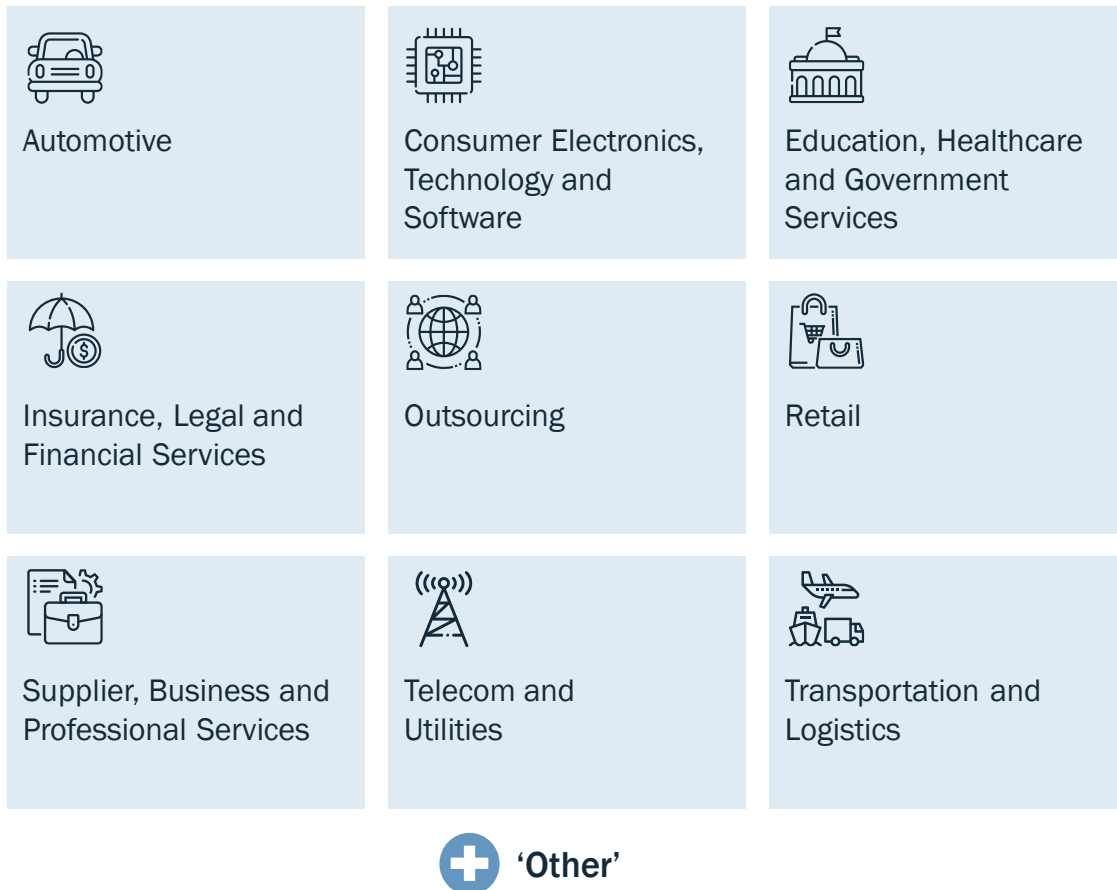 Automotive
Consumer Electronics,
Technology and
Software
Education, Healthcare
and Government
Services
Insurance, Legal and
Financial Services
Outsourcing
Retail
Supplier, Business and
Professional Services
Telecom and
Utilities
Transportation and
Logistics
‘Other’